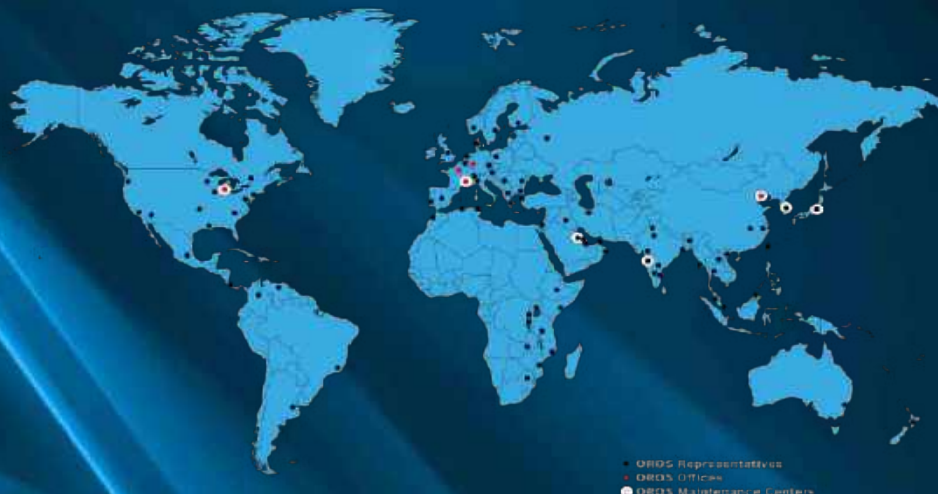 OROS Representatives
OROS Offices
OROS Maintenance Centers